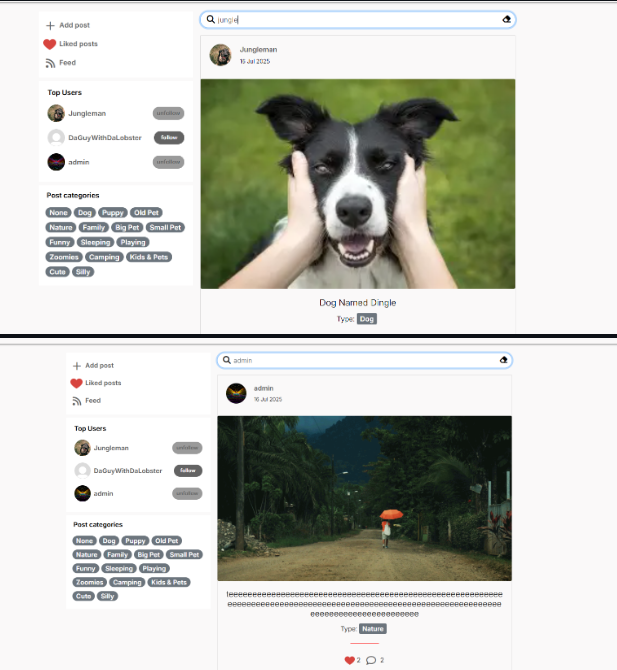 Add post
jungle
Liked posts
Feed
Jungleman
16 Jul 2025
Top Users
Jungleman unfollow
DaGuyWithDaLobster follow
admin unfollow
Post categories
None Dog Puppy Old Pet
Nature Family Big Pet Small Pet
Funny Sleeping Playing
Zoomies Camping Kids & Pets
Cute Silly
Dog Named Dingle
Type: Dog
Add post
admin
Liked posts
Feed
admin
16 Jul 2025
Top Users
Jungleman unfollow
DaGuyWithDaLobster follow
admin unfollow
Post categories
None Dog Puppy Old Pet
Nature Family Big Pet Small Pet
Funny Sleeping Playing
Zoomies Camping Kids & Pets
Cute Silly
Type: Nature
2 2